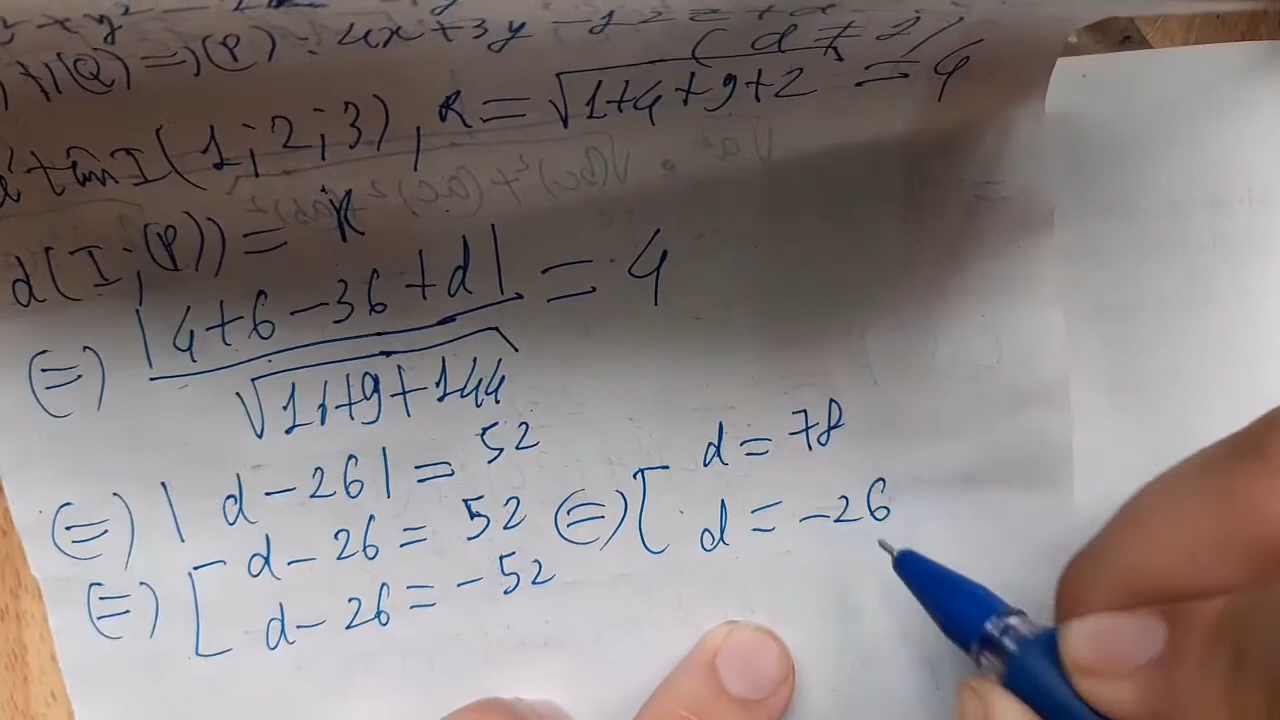 (Q) => (P): 4x + 3y - 12z + d
(d ≠
tâm I(1; 2; 3), R = √1+4+9+2 = 4
d(I; (P)) = R
(=) |4+6-36+d| / √16+9+144 = 4
(=) |d-26| = 52
(=) [ d-26 = 52 (=) [ d = 78
d-26 = -52 d = -26